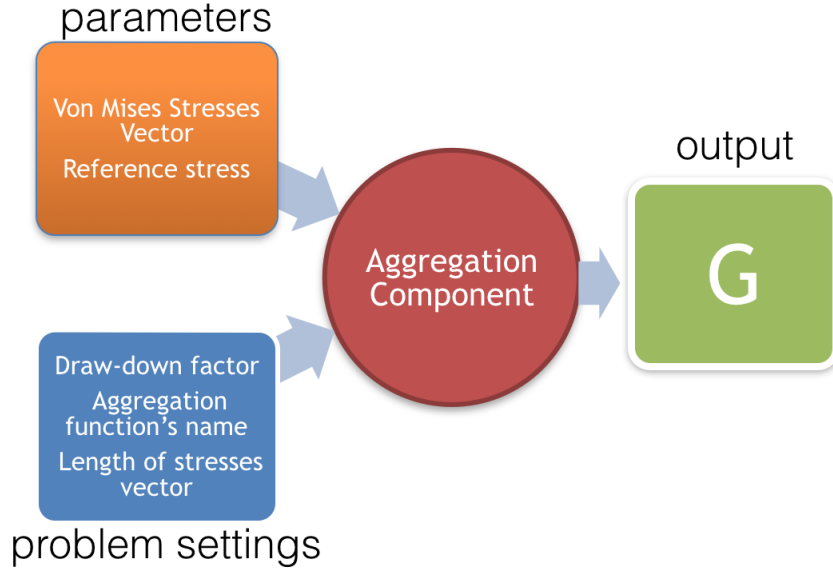 parameters
Von Mises Stresses
Vector
Reference stress
Aggregation
Component
output
G
Draw-down factor
Aggregation
function's name
Length of stresses
vector
problem settings